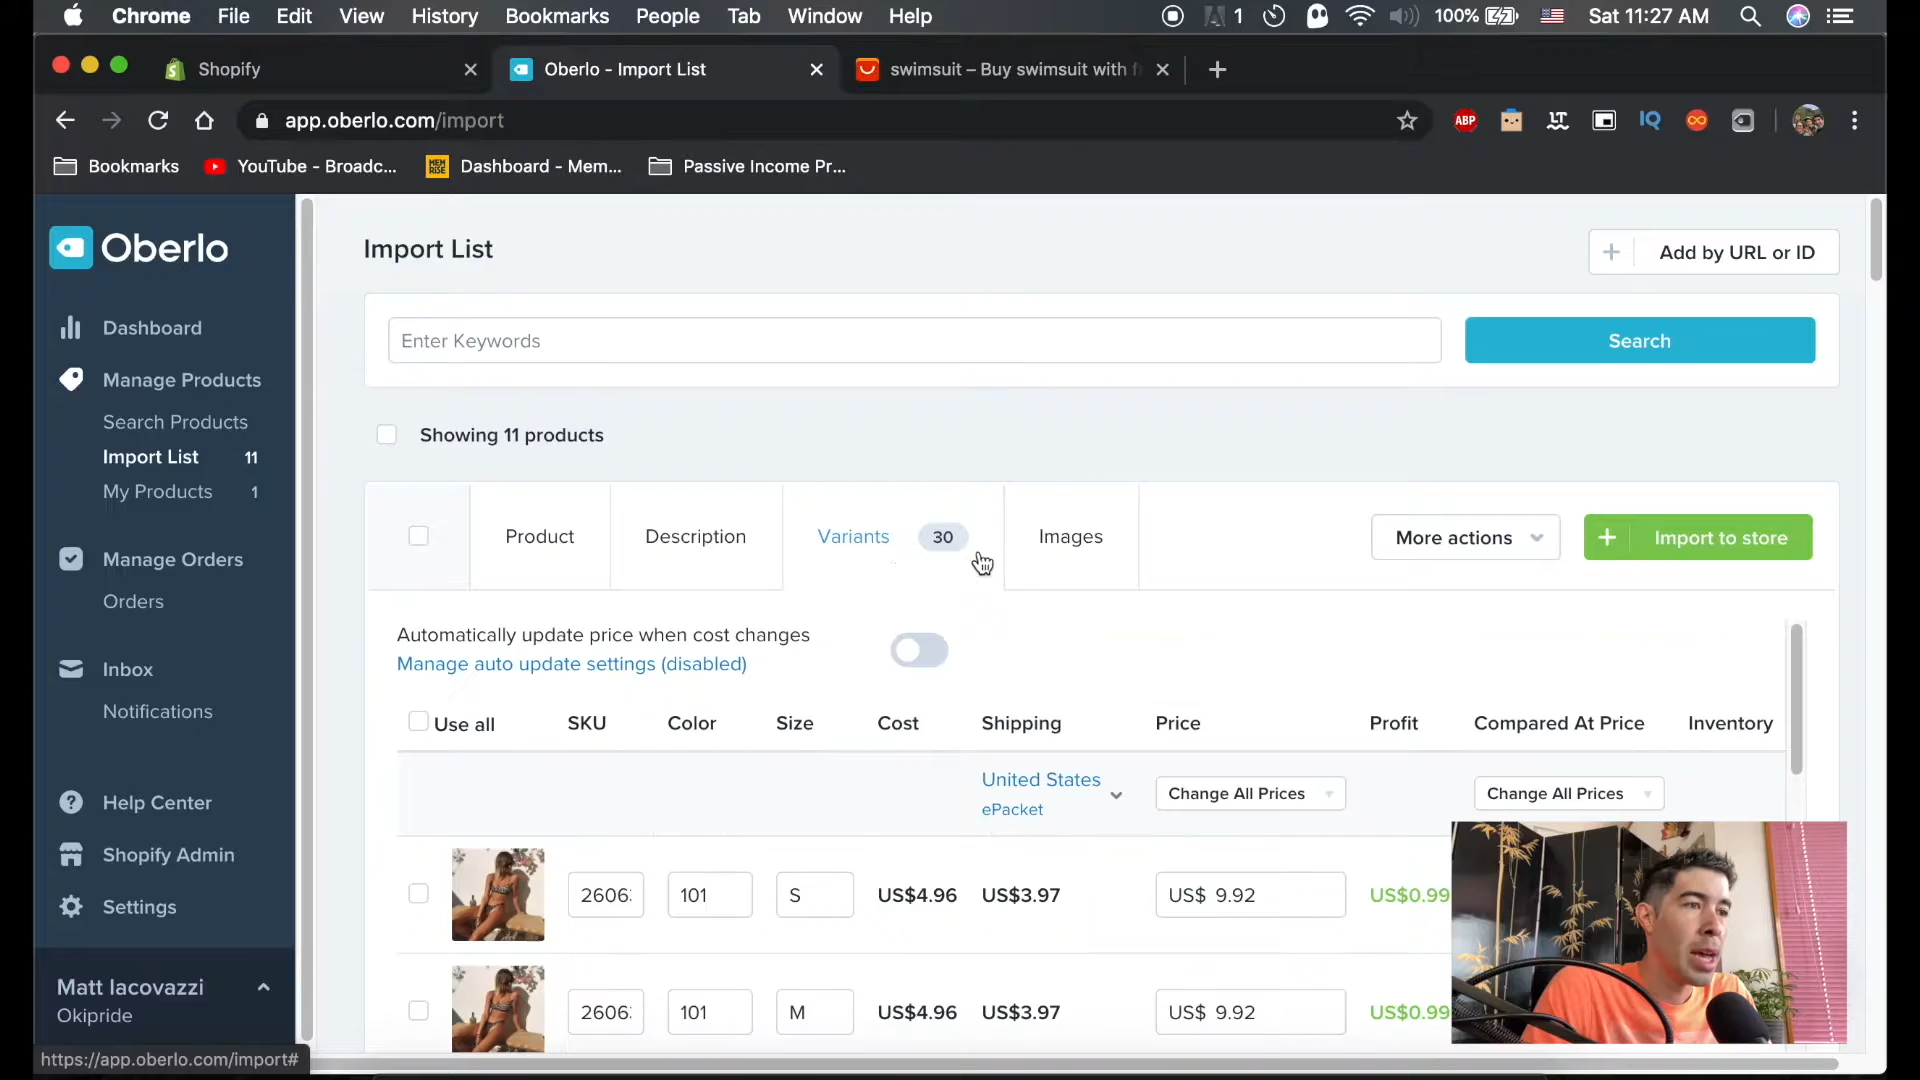 Chrome File Edit View History Bookmarks People Tab Window Help 1 100% Sat 11:27 AM
Shopify Oberlo - Import List swimsuit – Buy swimsuit with f
app.oberlo.com/import ABP IQ
Bookmarks YouTube - Broadc... MEM RISE Dashboard - Mem... Passive Income Pr...
Oberlo
Dashboard
Manage Products
Search Products
Import List 11
My Products 1
Manage Orders
Orders
Inbox
Notifications
Help Center
Shopify Admin
Settings
Matt Iacovazzi
Okipride
https://app.oberlo.com/import#
Import List
Add by URL or ID
Enter Keywords
Search
Showing 11 products
Product Description Variants 30 Images More actions Import to store
Automatically update price when cost changes
Manage auto update settings (disabled)
Use all SKU Color Size Cost Shipping Price Profit Compared At Price Inventory
United States
ePacket
Change All Prices Change All Prices
2606 101 S US$4.96 US$3.97 US$ 9.92 US$0.99
2606 101 M US$4.96 US$3.97 US$ 9.92 US$0.99